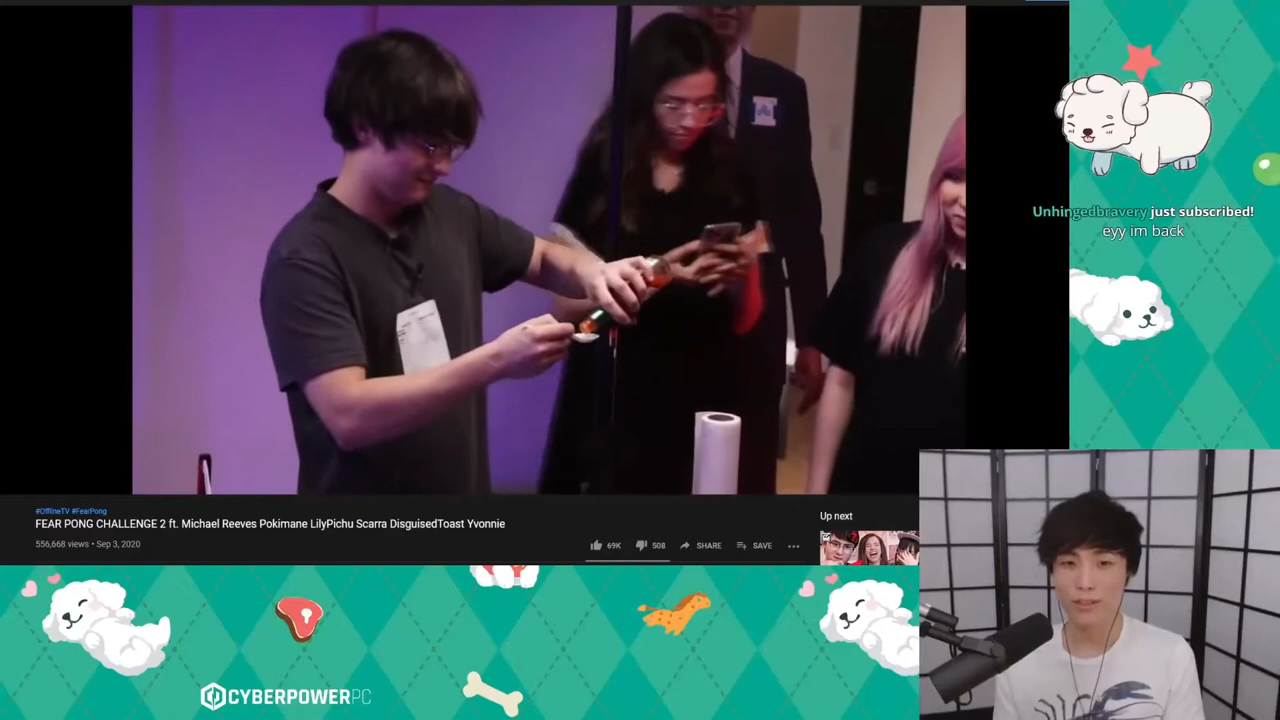 Unhingedbravery just subscribed!
eyy im back
#OfflineTV #FearPong
FEAR PONG CHALLENGE 2 ft. Michael Reeves Pokimane LilyPichu Scarra DisguisedToast Yvonnie
556,668 views • Sep 3, 2020
69K
508
SHARE
SAVE
Up next
CYBERPOWERPC